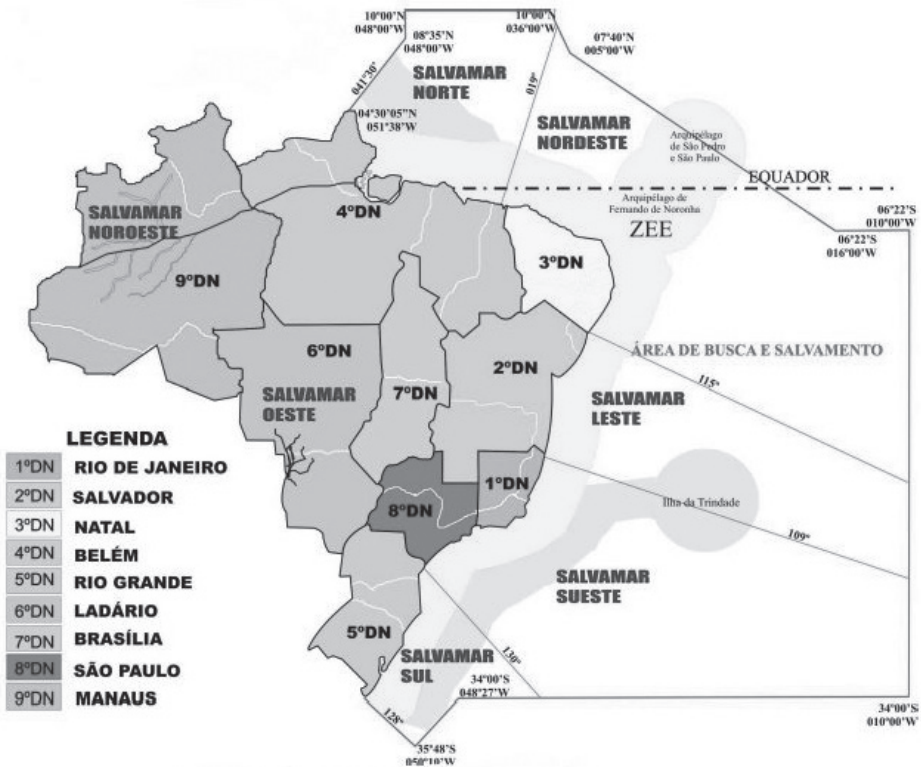 10°00'N
048°00'W
10°00'N
036°00'W
08°35'N
048°00'W
07°40'N
005°00'W
041°30'
SALVAMAR
NORTE
019°
04°30'05"N
051°38'W
SALVAMAR
NORDESTE
Arquipélago
de São Pedro
e São Paulo
EQUADOR
SALVAMAR
NOROESTE
4ºDN
Arquipélago de
Fernando de Noronha
ZEE
06°22'S
010°00'W
06°22'S
016°00'W
3ºDN
9ºDN
6ºDN
ÁREA DE BUSCA E SALVAMENTO
2ºDN
115°
SALVAMAR
OESTE
7ºDN
SALVAMAR
LESTE
LEGENDA
1ºDN RIO DE JANEIRO
2ºDN SALVADOR
3ºDN NATAL
4ºDN BELÉM
5ºDN RIO GRANDE
6ºDN LADÁRIO
7ºDN BRASÍLIA
8ºDN SÃO PAULO
9ºDN MANAUS
1ºDN
8ºDN
Ilha da Trindade
109°
SALVAMAR
SUESTE
5ºDN
SALVAMAR
SUL
130°
34°00'S
048°27'W
128°
34°00'S
010°00'W
35°48'S
050°10'W